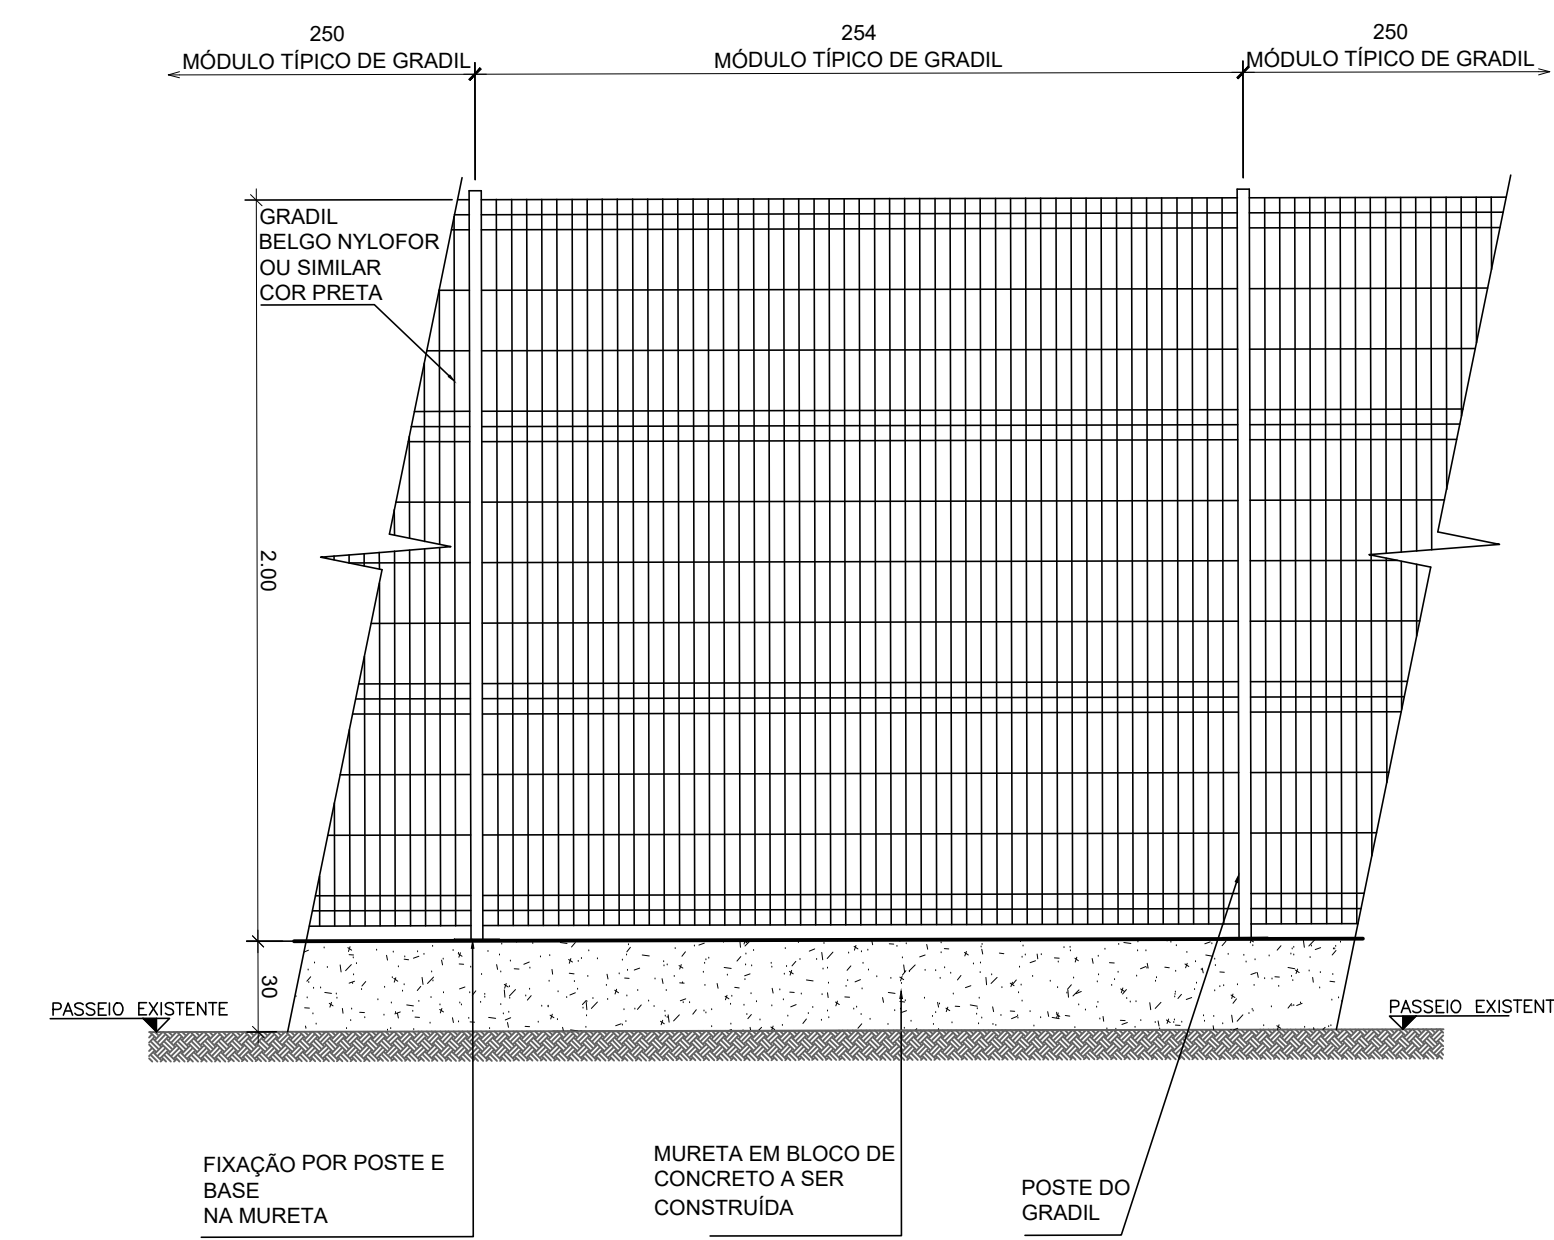 250
MÓDULO TÍPICO DE GRADIL
254
MÓDULO TÍPICO DE GRADIL
250
MÓDULO TÍPICO DE GRADIL
GRADIL
BELGO NYLOFOR
OU SIMILAR
COR PRETA
2.00
30
PASSEIO EXISTENTE
PASSEIO EXISTENT
FIXAÇÃO POR POSTE E
BASE
NA MURETA
MURETA EM BLOCO DE
CONCRETO A SER
CONSTRUÍDA
POSTE DO
GRADIL